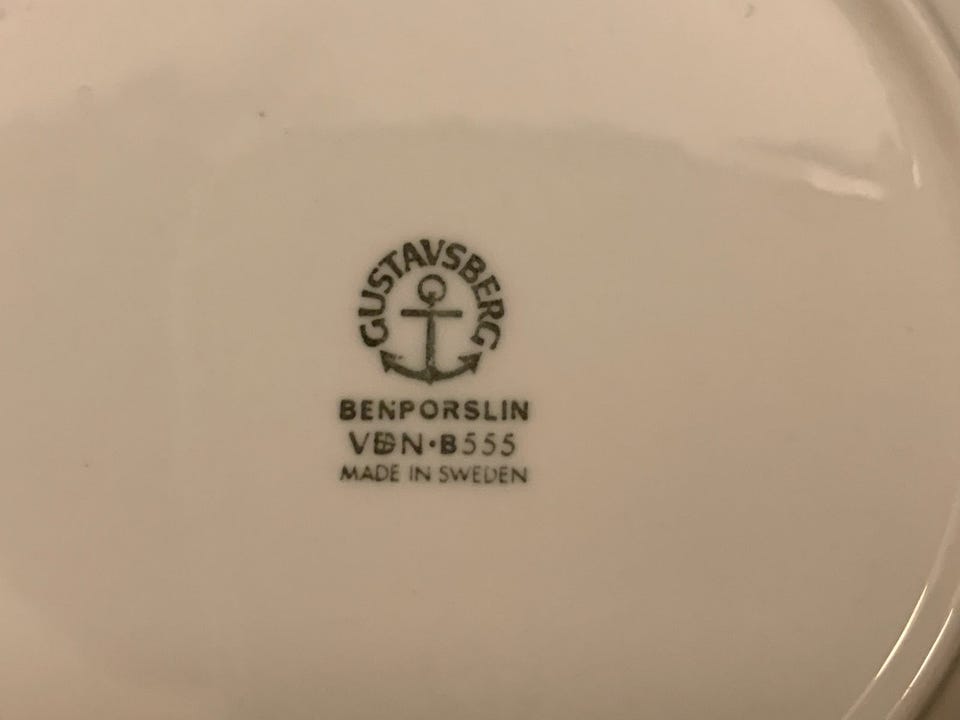 GUSTAVSBERG
BENPORSLIN
VDN·B555
MADE IN SWEDEN